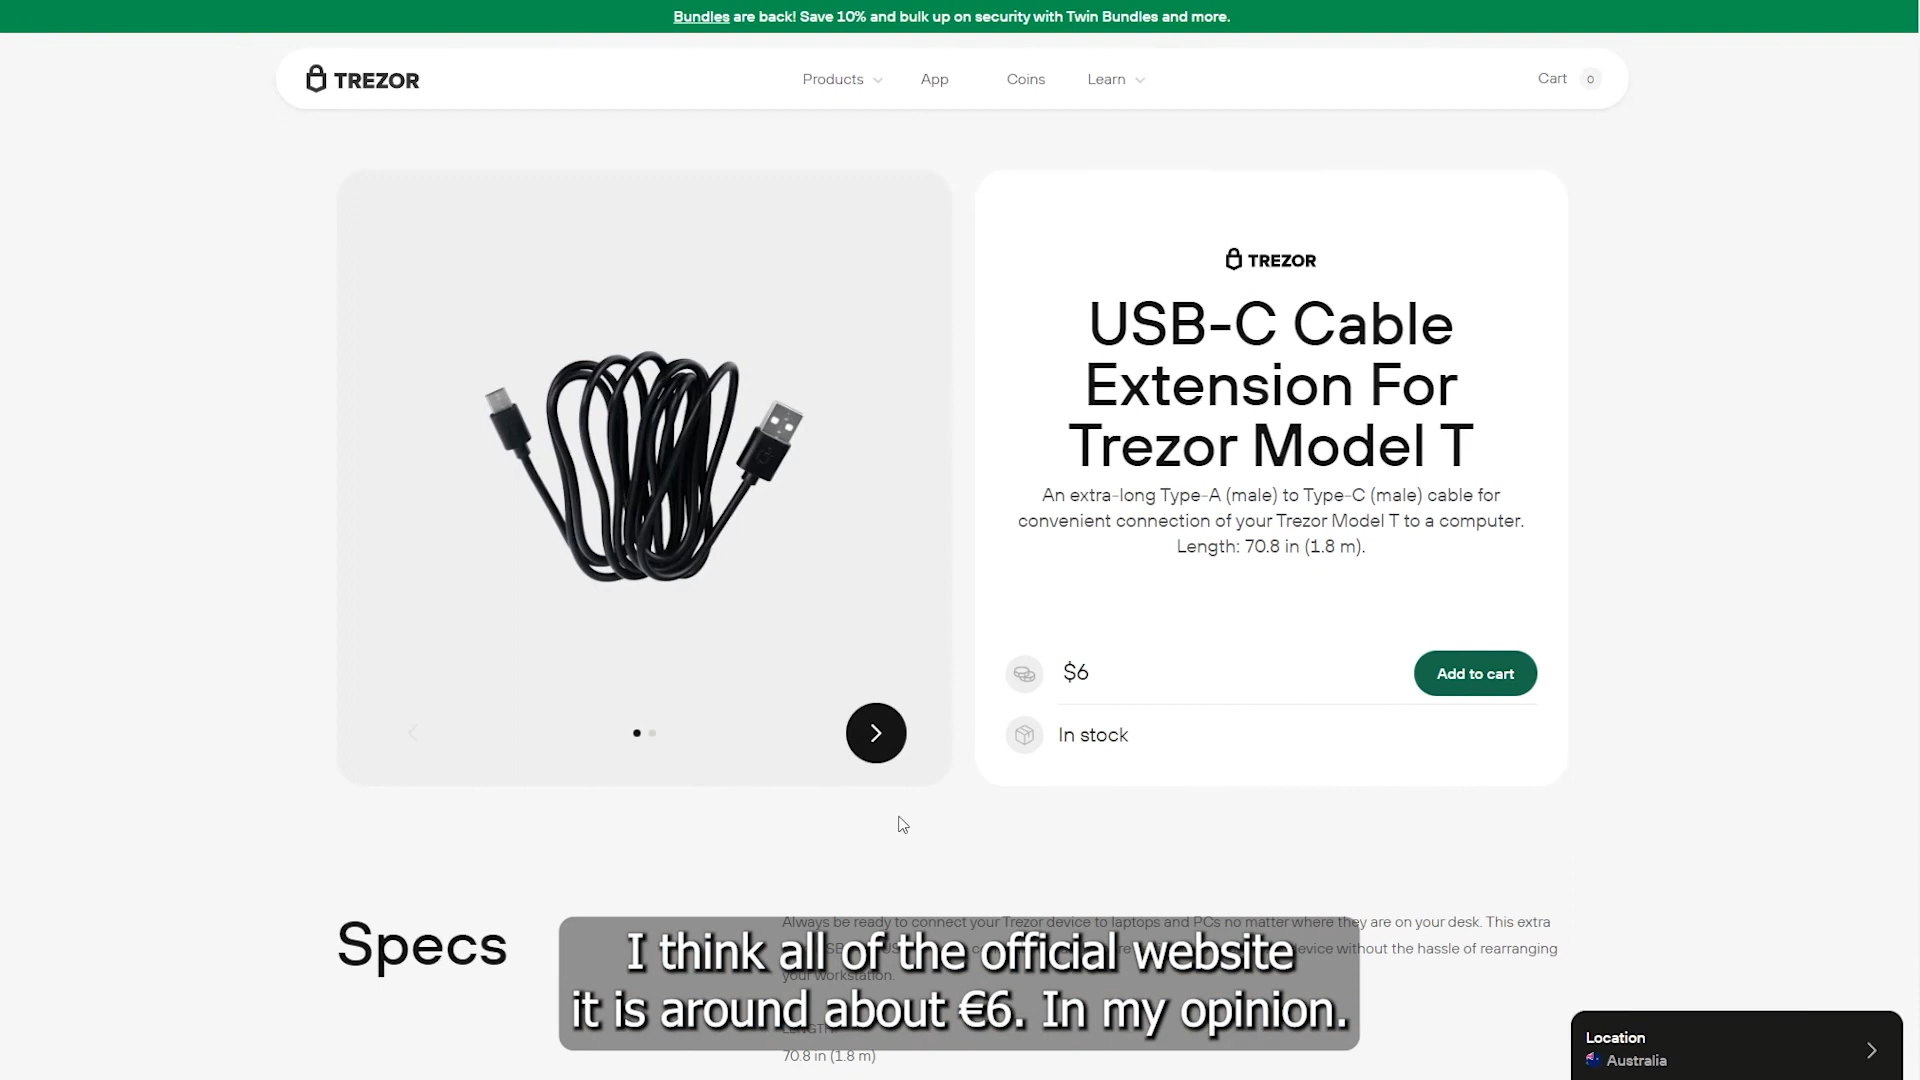 Bundles are back! Save 10% and bulk up on security with Twin Bundles and more.
TREZOR
Products
App
Coins
Learn
Cart 0
TREZOR
USB-C Cable
Extension For
Trezor Model T
An extra-long Type-A (male) to Type-C (male) cable for
convenient connection of your Trezor Model T to a computer.
Length: 70.8 in (1.8 m).
$6
Add to cart
In stock
Specs
Always be ready to connect your Trezor device to laptops and PCs no matter where they are on your desk. This extra
device without the hassle of rearranging
your workstation.
I think all of the official website
it is around about €6. In my opinion.
LENGTH
70.8 in (1.8 m)
Location
Australia